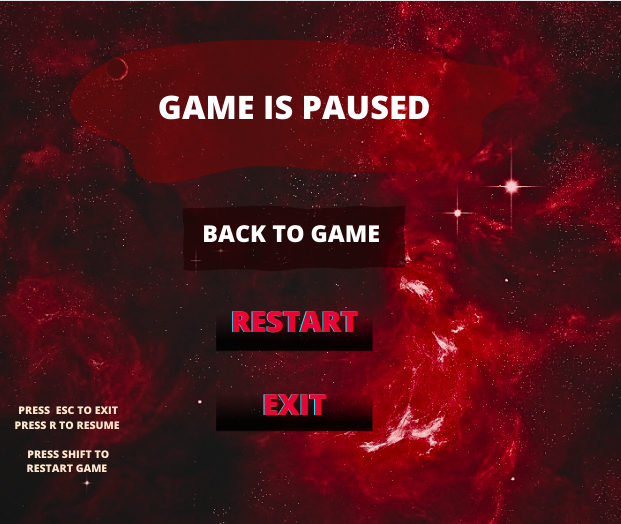 GAME IS PAUSED
BACK TO GAME
RESTART
EXIT
PRESS ESC TO EXIT
PRESS R TO RESUME
PRESS SHIFT TO
RESTART GAME